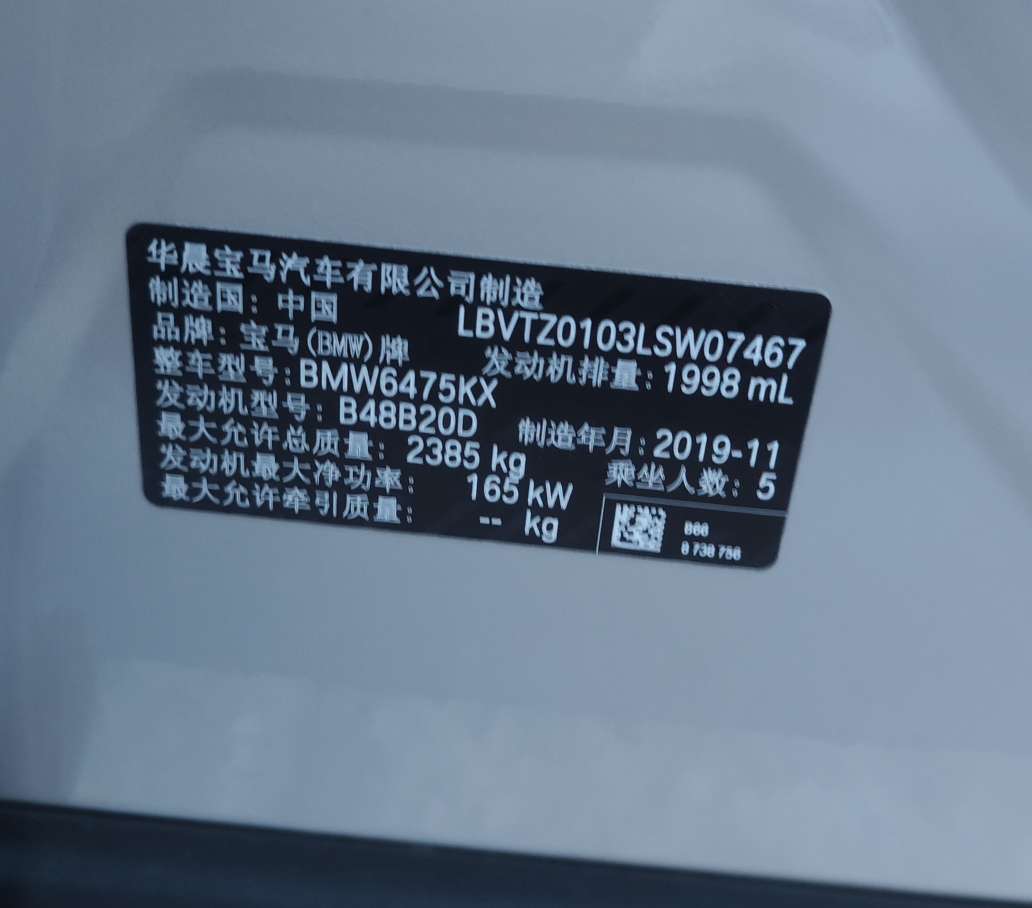 华晨宝马汽车有限公司制造
制造国：中国 LBVTZ0103LSW07467
品牌：宝马(BMW)牌 发动机排量：1998 mL
整车型号：BMW6475KX
发动机型号：B48B20D 制造年月：2019-11
最大允许总质量：2385 kg 乘坐人数：5
发动机最大净功率：165 kW
最大允许牵引质量：-- kg